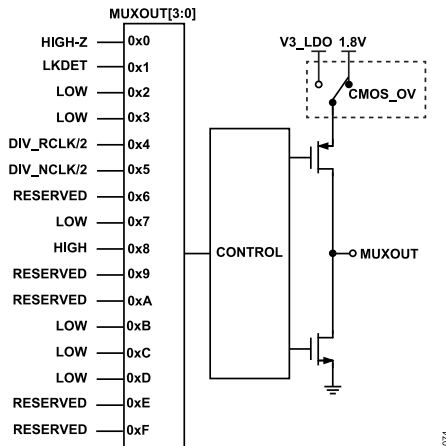 MUXOUT[3:0]
HIGH-Z 0x0
LKDET 0x1
LOW 0x2
LOW 0x3
DIV_RCLK/2 0x4
DIV_NCLK/2 0x5
RESERVED 0x6
LOW 0x7
HIGH 0x8
RESERVED 0x9
RESERVED 0xA
LOW 0xB
LOW 0xC
LOW 0xD
RESERVED 0xE
RESERVED 0xF
CONTROL
V3_LDO 1.8V
CMOS_OV
MUXOUT
074